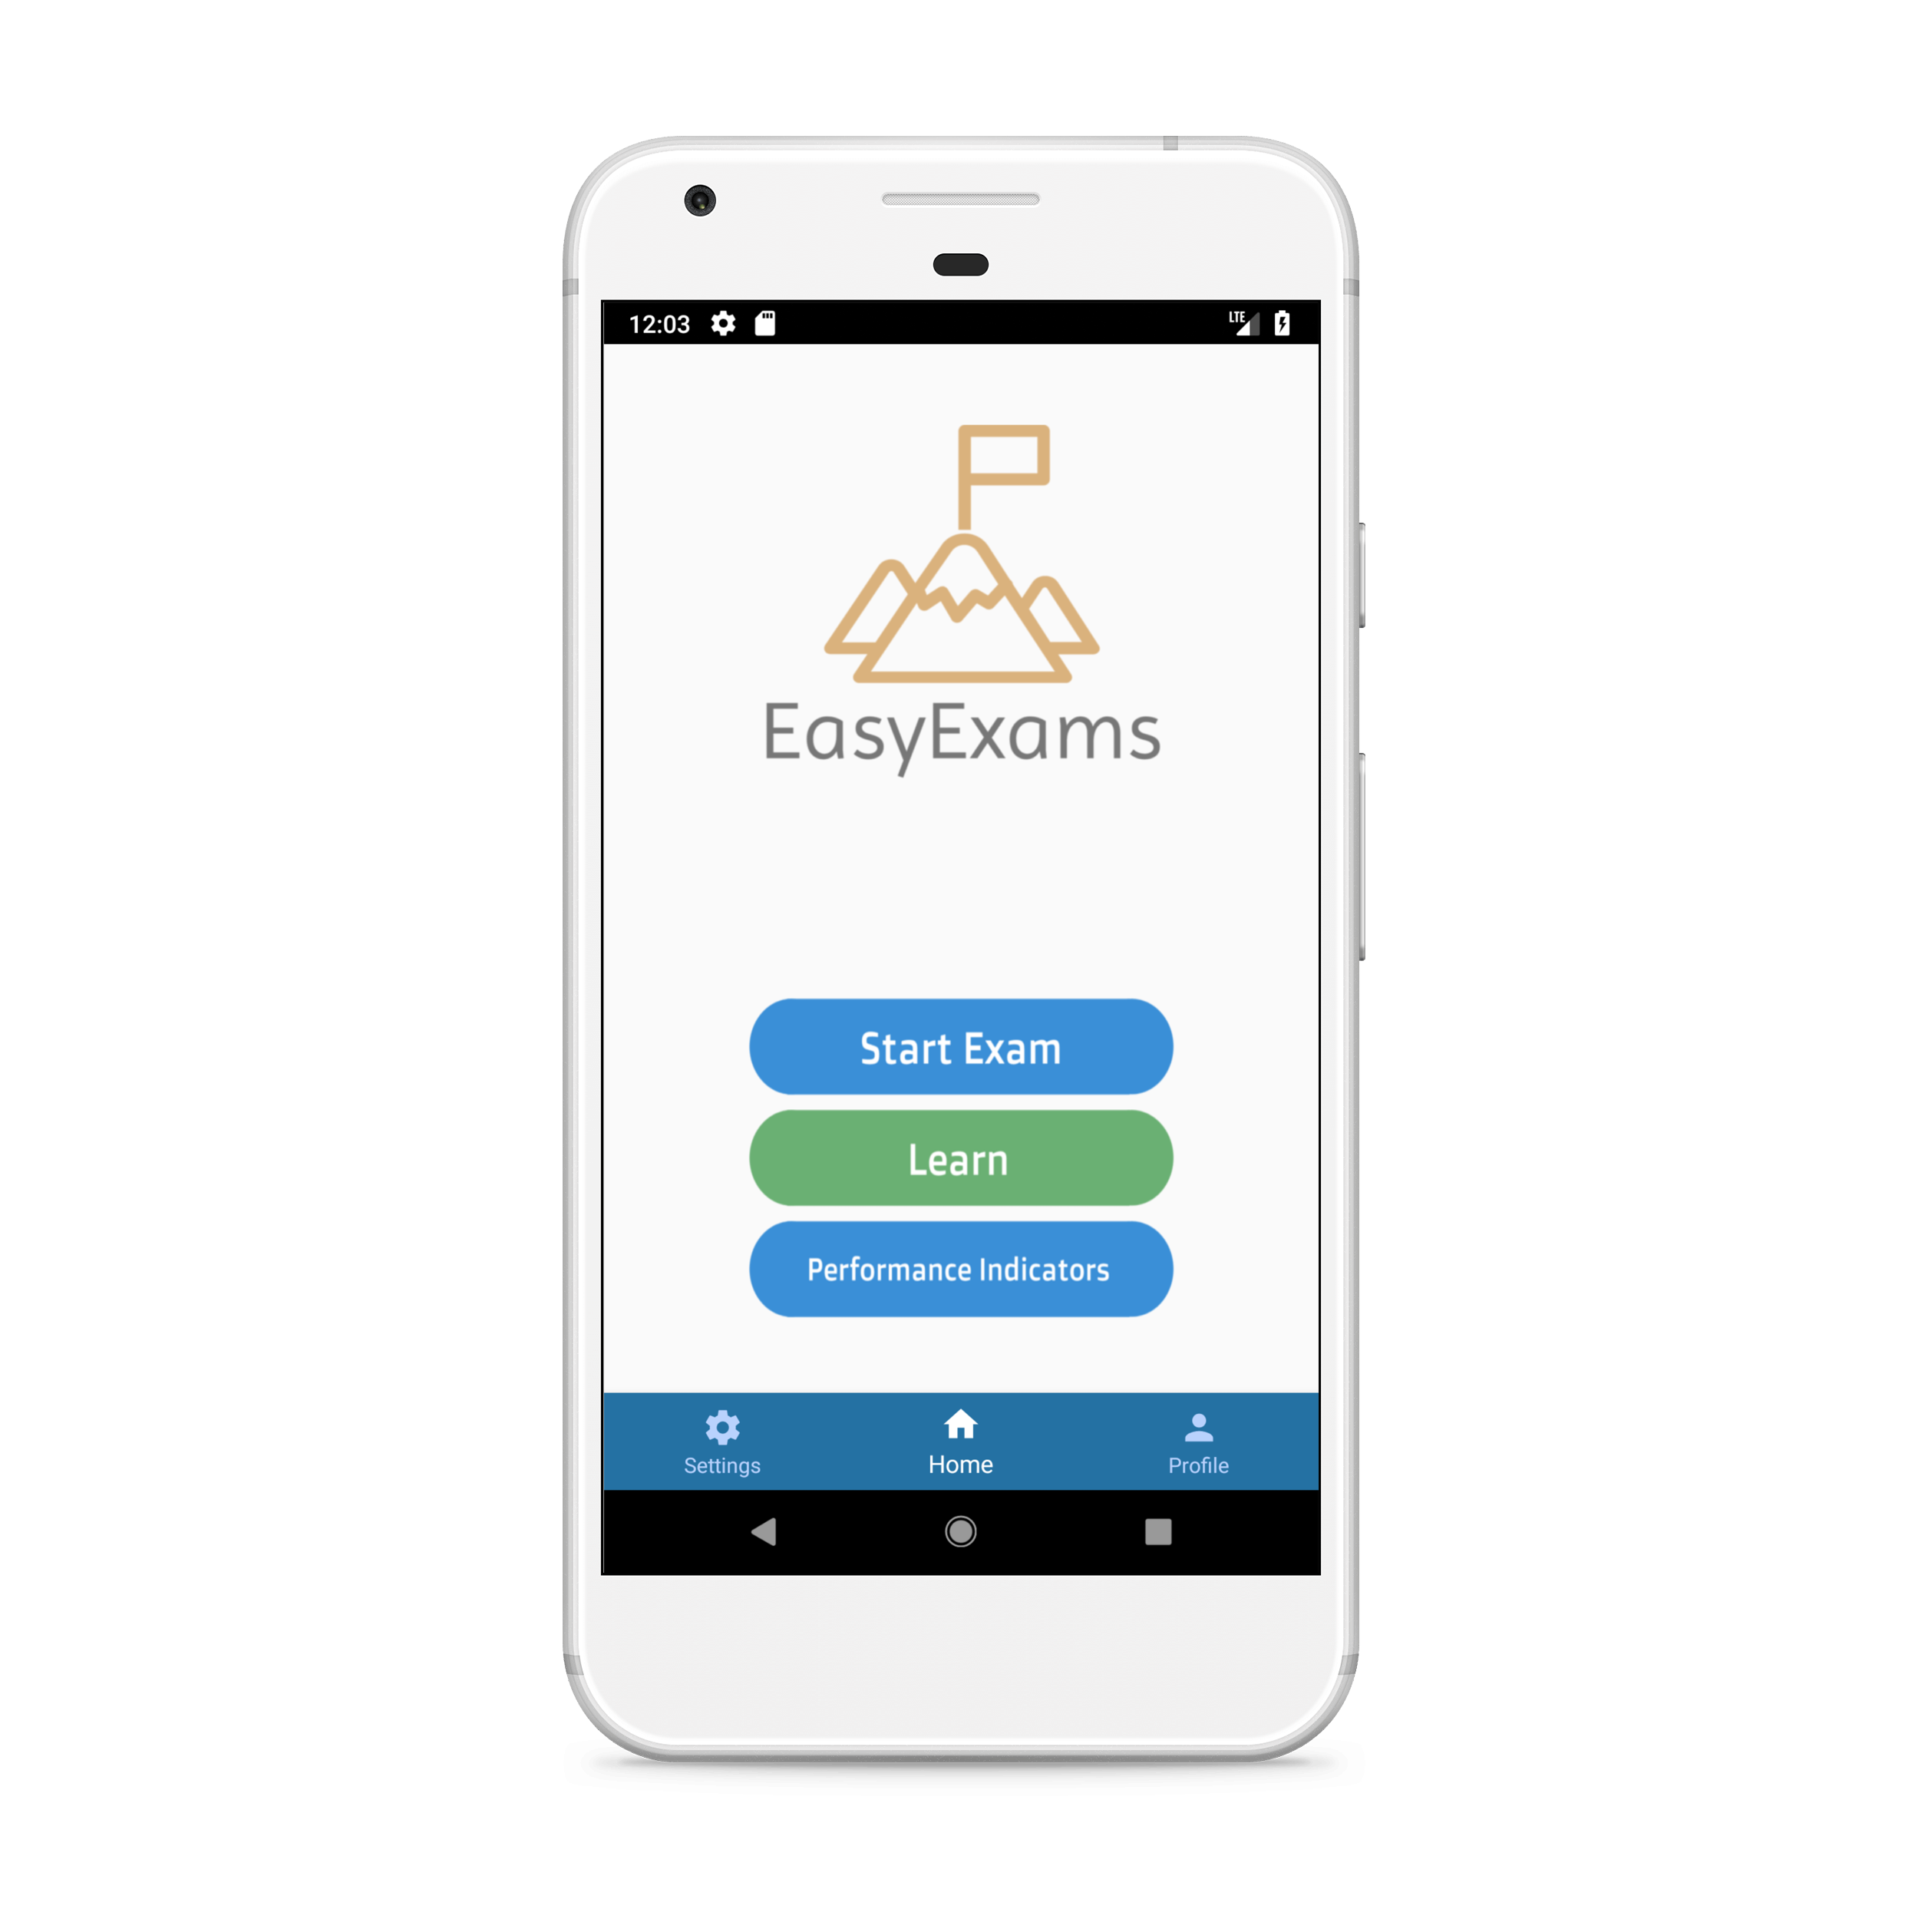 12:03
LTE
EasyExams
Start Exam
Learn
Performance Indicators
Settings
Home
Profile